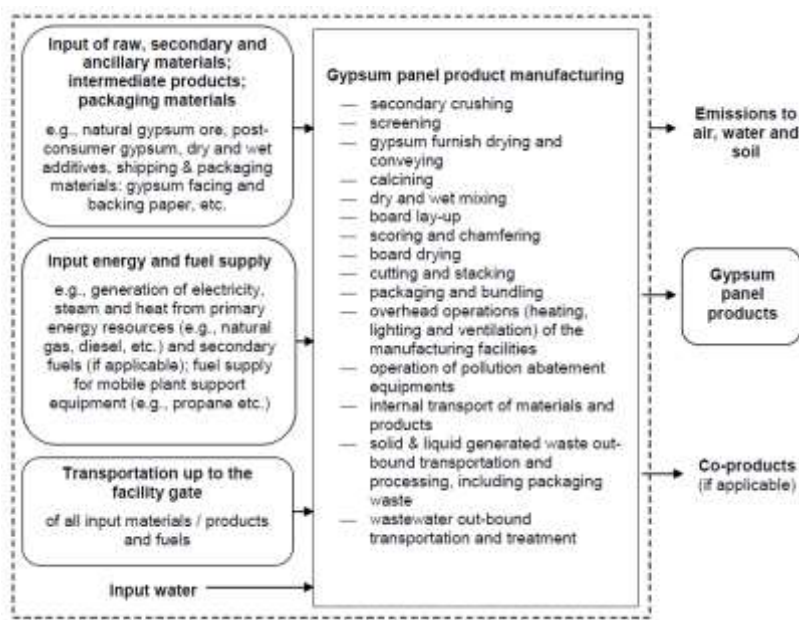 Input of raw, secondary and
ancillary materials;
intermediate products;
packaging materials
e.g., natural gypsum ore, post-
consumer gypsum, dry and wet
additives, shipping & packaging
materials: gypsum facing and
backing paper, etc.
Input energy and fuel supply
e.g., generation of electricity,
steam and heat from primary
energy resources (e.g., natural
gas, diesel, etc.) and secondary
fuels (if applicable); fuel supply
for mobile plant support
equipment (e.g., propane etc.)
Transportation up to the
facility gate
of all input materials / products
and fuels
Input water
Gypsum panel product manufacturing
— secondary crushing
— screening
— gypsum furnish drying and
conveying
— calcining
— dry and wet mixing
— board lay-up
— scoring and chamfering
— board drying
— cutting and stacking
— packaging and bundling
— overhead operations (heating,
lighting and ventilation) of the
manufacturing facilities
— operation of pollution abatement
equipments
— internal transport of materials and
products
— solid & liquid generated waste out-
bound transportation and
processing, including packaging
waste
— wastewater out-bound
transportation and treatment
Emissions to
air, water and
soil
Gypsum
panel
products
Co-products
(if applicable)